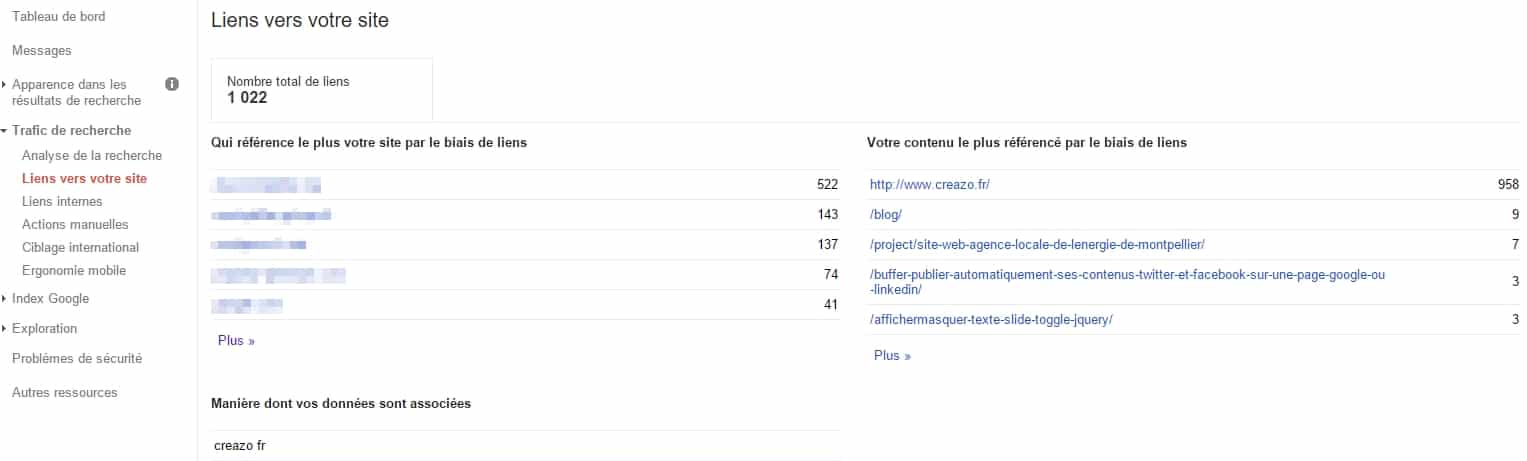 Tableau de bord
Messages
Apparence dans les
résultats de recherche
Trafic de recherche
Analyse de la recherche
Liens vers votre site
Liens internes
Actions manuelles
Ciblage international
Ergonomie mobile
Index Google
Exploration
Problèmes de sécurité
Autres ressources
Liens vers votre site
Nombre total de liens
1 022
Qui référence le plus votre site par le biais de liens
522
143
137
74
41
Plus »
Votre contenu le plus référencé par le biais de liens
http://www.creazo.fr/ 958
/blog/ 9
/project/site-web-agence-locale-de-lenergie-de-montpellier/ 7
/buffer-publier-automatiquement-ses-contenus-twitter-et-facebook-sur-une-page-google-ou
-linkedin/ 3
/affichermasquer-texte-slide-toggle-jquery/ 3
Plus »
Manière dont vos données sont associées
creazo fr